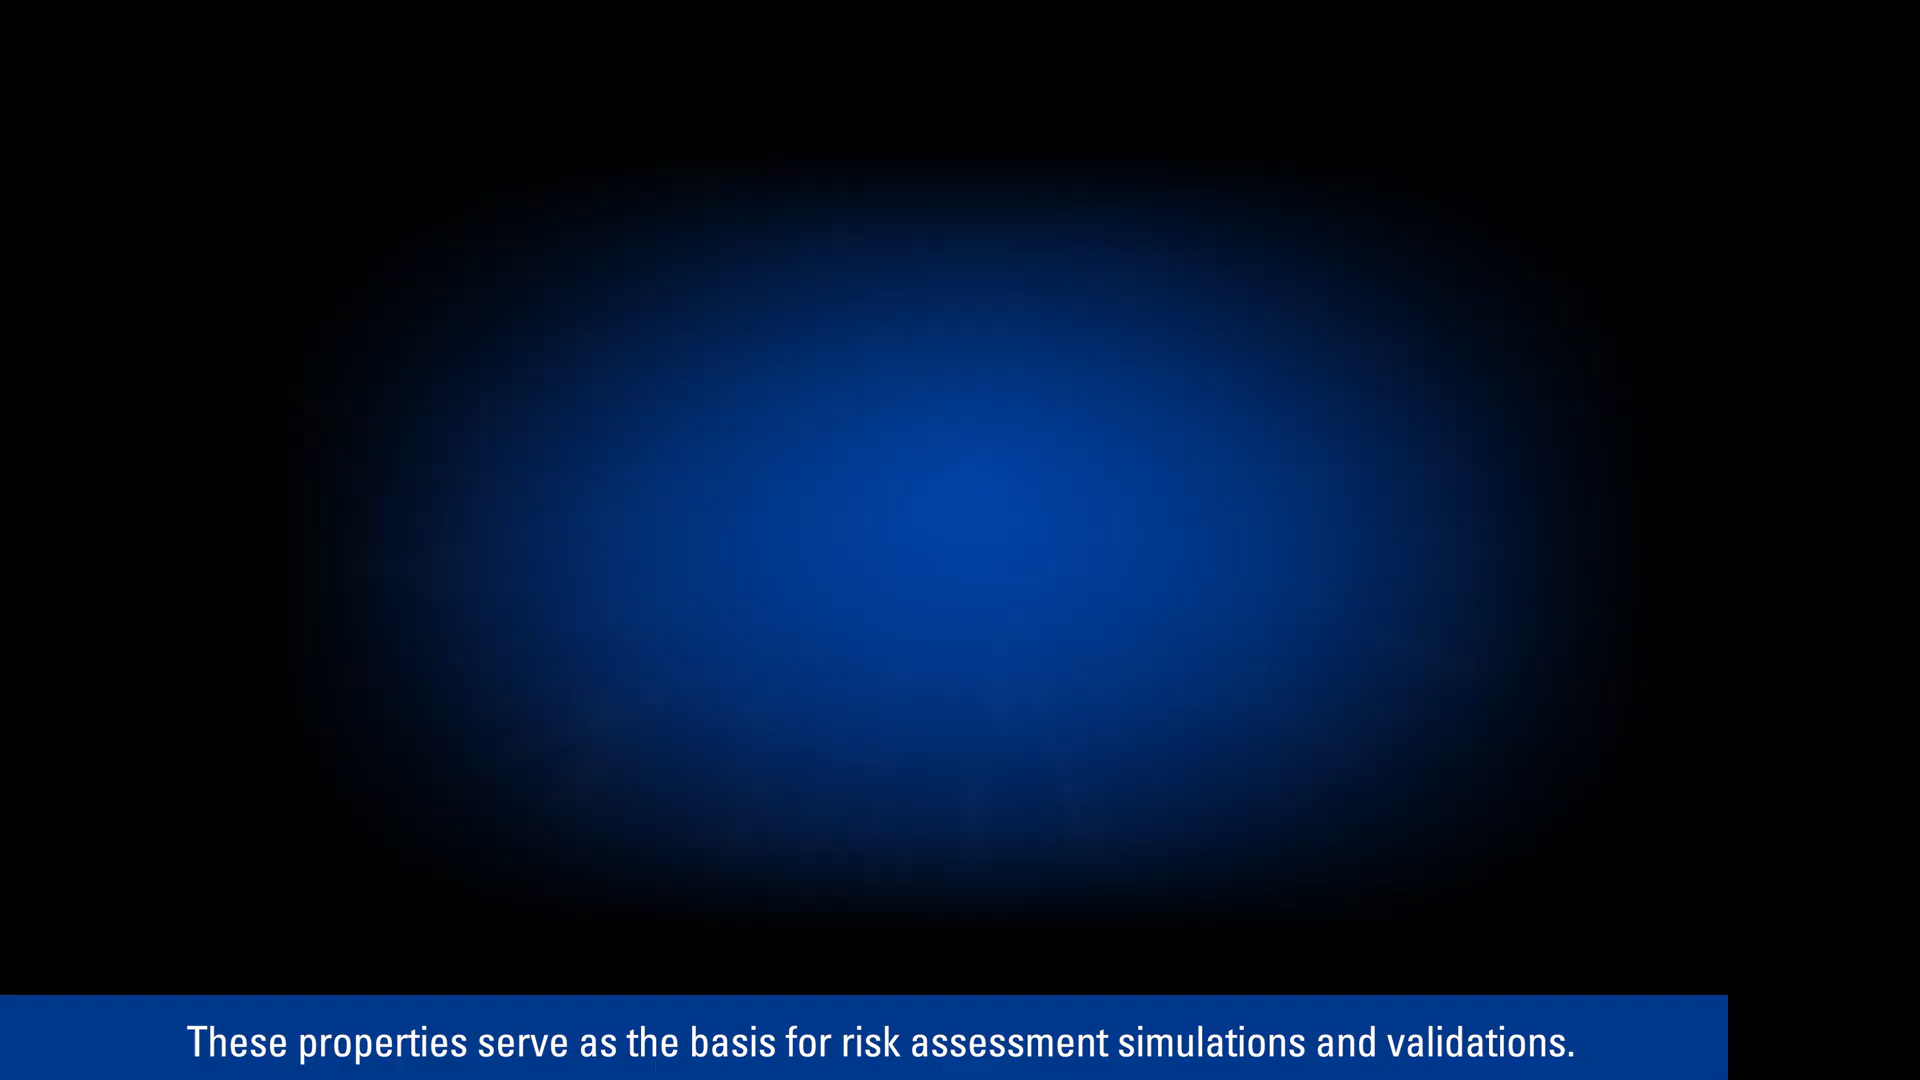 These properties serve as the basis for risk assessment simulations and validations.